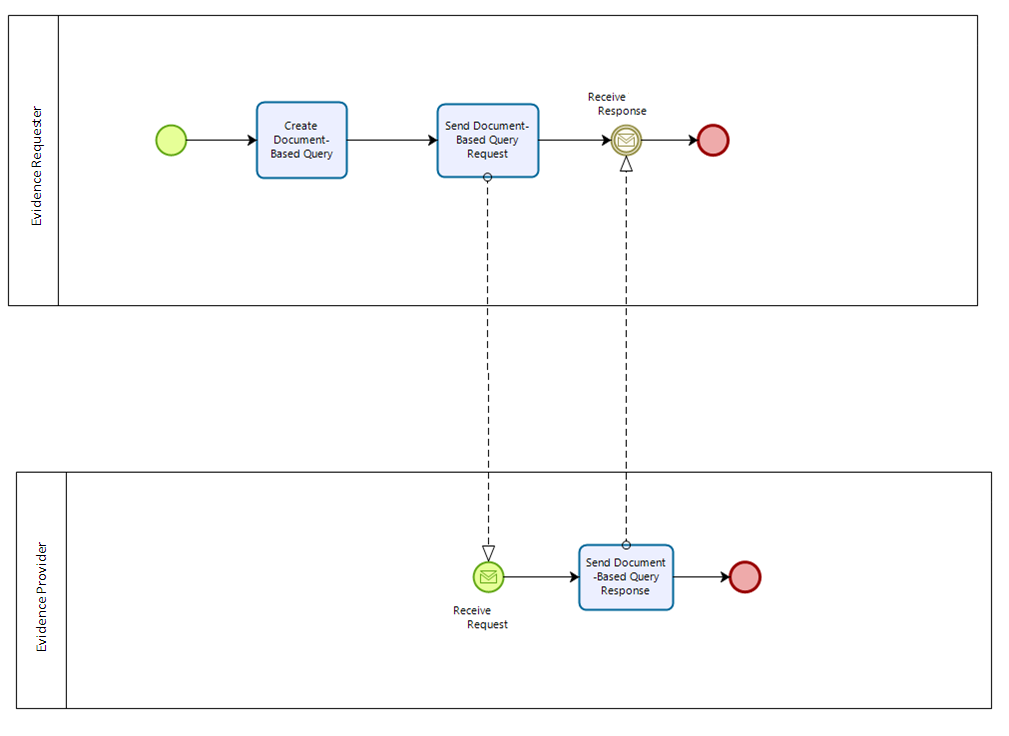 Evidence Requester
Create
Document-
Based Query
Send Document-
Based Query
Request
Receive
Response
Evidence Provider
Receive
Request
Send Document
-Based Query
Response